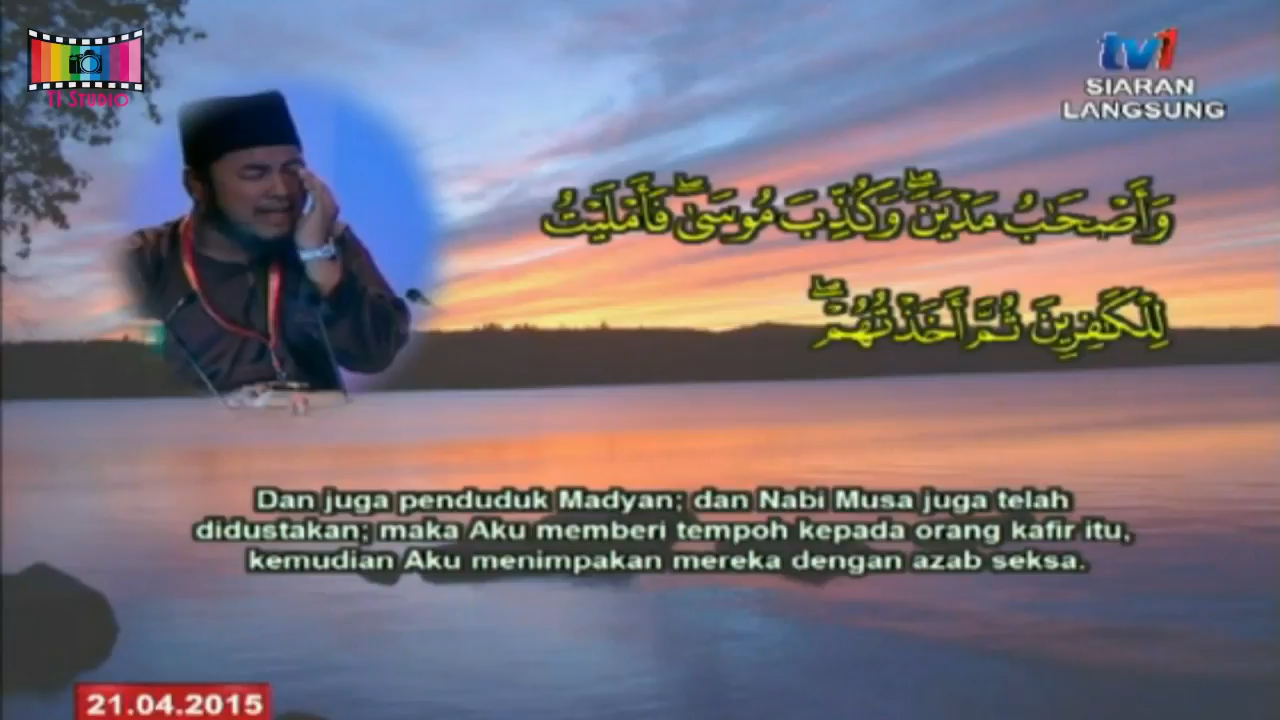 TF STUDIO
tv1
SIARAN
LANGSUNG
وَأَصْحَٰبُ مَدْيَنَ ۖ وَكُذِّبَ مُوسَىٰ ۖ فَأَمْلَيْتُ
لِلْكَٰفِرِينَ ثُمَّ أَخَذْتُهُمْ ۖ
Dan juga penduduk Madyan; dan Nabi Musa juga telah
didustakan; maka Aku memberi tempoh kepada orang kafir itu,
kemudian Aku menimpakan mereka dengan azab seksa.
21.04.2015